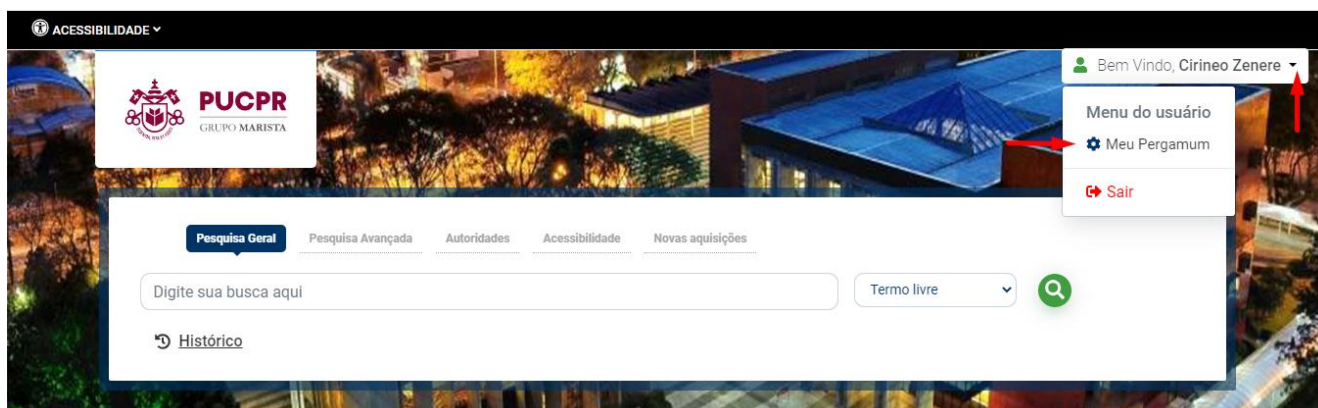 ACESSIBILIDADE
Bem Vindo, Cirineo Zenere
PUCPR
GRUPO MARISTA
Menu do usuário
Meu Pergamum
Sair
Pesquisa Geral Pesquisa Avançada Autoridades Acessibilidade Novas aquisições
Digite sua busca aqui Termo livre
Histórico